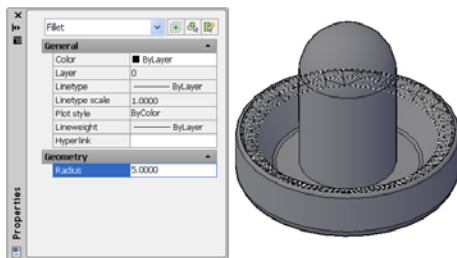 Fillet
General
Color ByLayer
Layer 0
Linetype ByLayer
Linetype scale 1.0000
Plot style ByColor
Lineweight ByLayer
Hyperlink
Geometry
Radius 5.0000
Properties